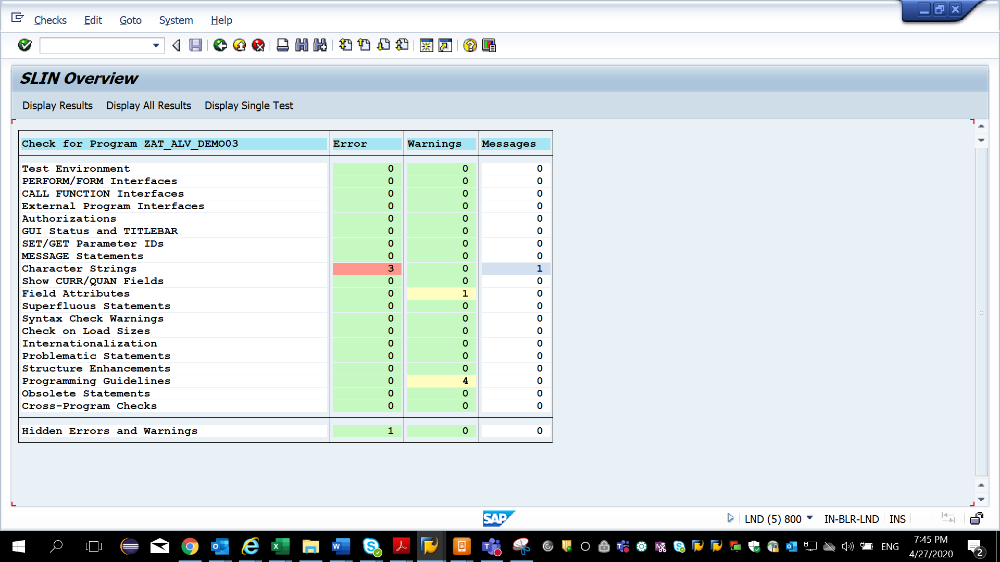 Checks Edit Goto System Help
SLIN Overview
Display Results Display All Results Display Single Test
Check for Program ZAT_ALV_DEMO03 Error Warnings Messages
Test Environment 0 0 0
PERFORM/FORM Interfaces 0 0 0
CALL FUNCTION Interfaces 0 0 0
External Program Interfaces 0 0 0
Authorizations 0 0 0
GUI Status and TITLEBAR 0 0 0
SET/GET Parameter IDs 0 0 0
MESSAGE Statements 0 0 0
Character Strings 3 0 1
Show CURR/QUAN Fields 0 0 0
Field Attributes 0 1 0
Superfluous Statements 0 0 0
Syntax Check Warnings 0 0 0
Check on Load Sizes 0 0 0
Internationalization 0 0 0
Problematic Statements 0 0 0
Structure Enhancements 0 0 0
Programming Guidelines 0 4 0
Obsolete Statements 0 0 0
Cross-Program Checks 0 0 0
Hidden Errors and Warnings 1 0 0
SAP LND (5) 800 IN-BLR-LND INS
ENG 7:45 PM
4/27/2020 2